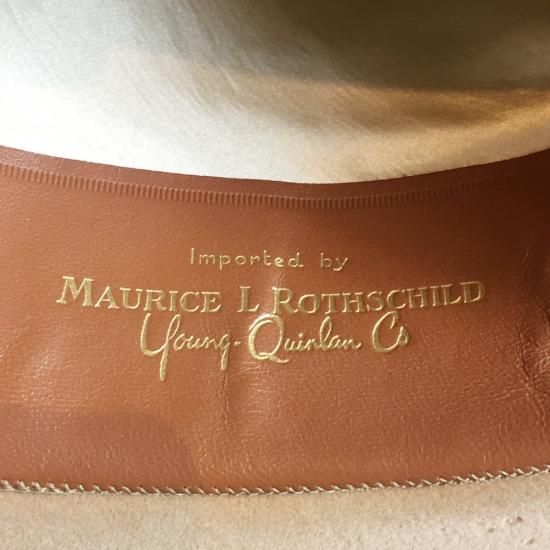 Imported by
MAURICE L ROTHSCHILD
Young-Quinlan Co